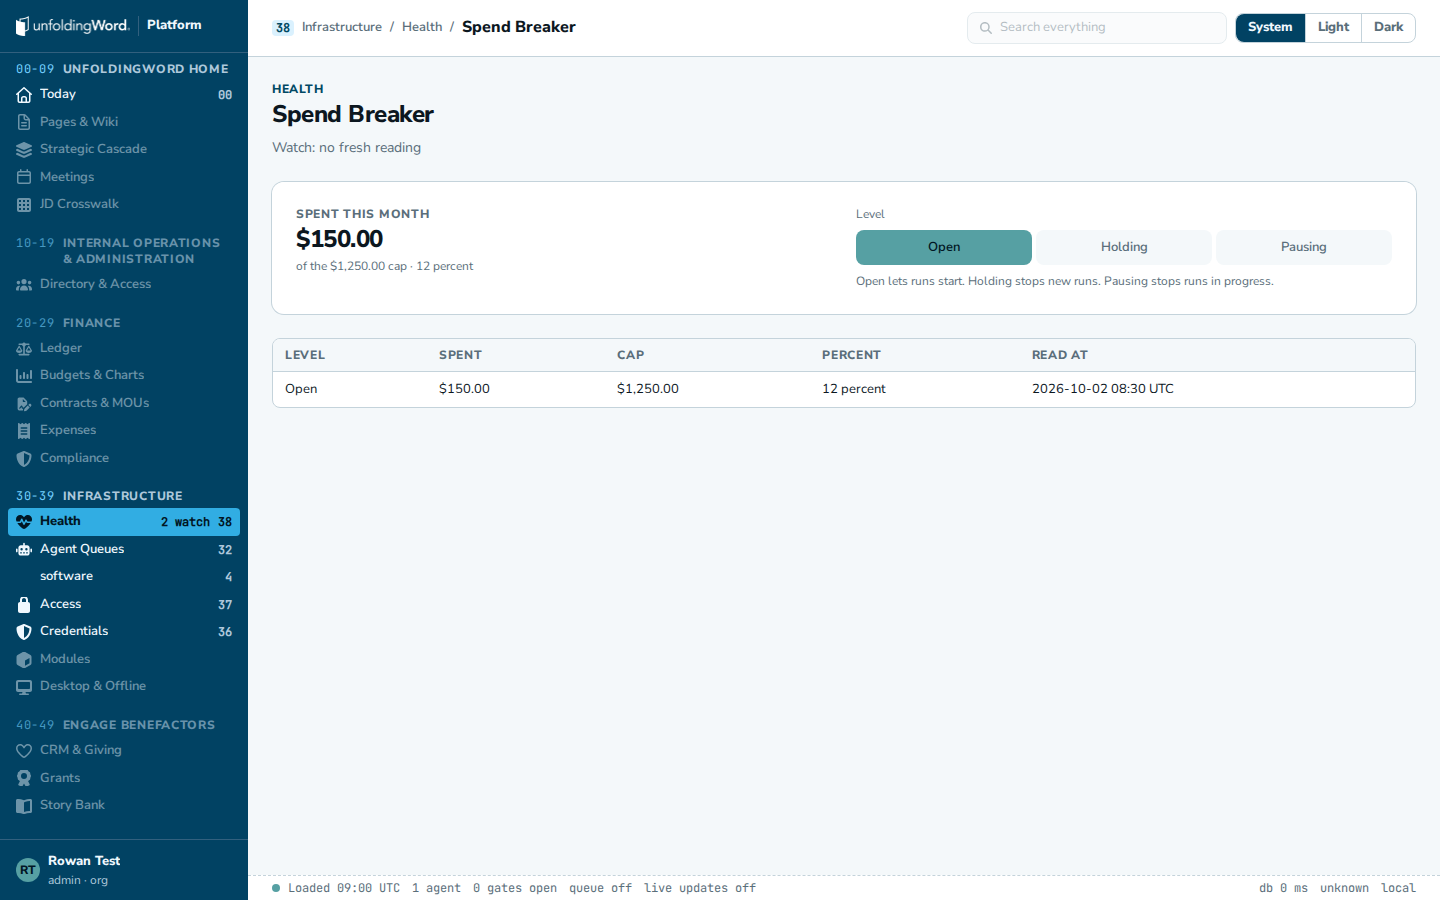 unfoldingWord. Platform
00-09 UNFOLDINGWORD HOME
Today 00
Pages & Wiki
Strategic Cascade
Meetings
JD Crosswalk
10-19 INTERNAL OPERATIONS
& ADMINISTRATION
Directory & Access
20-29 FINANCE
Ledger
Budgets & Charts
Contracts & MOUs
Expenses
Compliance
30-39 INFRASTRUCTURE
Health 2 watch 38
Agent Queues 32
software 4
Access 37
Credentials 36
Modules
Desktop & Offline
40-49 ENGAGE BENEFACTORS
CRM & Giving
Grants
Story Bank
RT Rowan Test
admin · org
38 Infrastructure / Health / Spend Breaker
Search everything
System Light Dark
HEALTH
Spend Breaker
Watch: no fresh reading
SPENT THIS MONTH
$150.00
of the $1,250.00 cap · 12 percent
Level
Open Holding Pausing
Open lets runs start. Holding stops new runs. Pausing stops runs in progress.
LEVEL SPENT CAP PERCENT READ AT
Open $150.00 $1,250.00 12 percent 2026-10-02 08:30 UTC
Loaded 09:00 UTC 1 agent 0 gates open queue off live updates off
db 0 ms unknown local